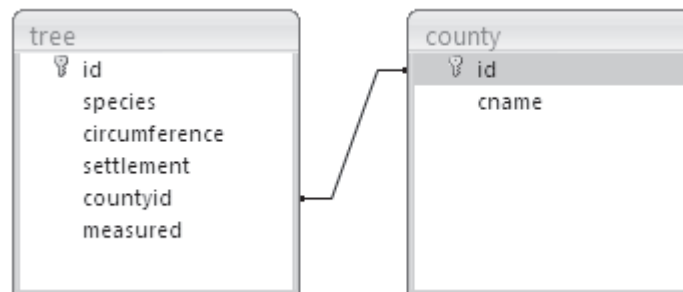 tree
id
species
circumference
settlement
countyid
measured
county
id
cname